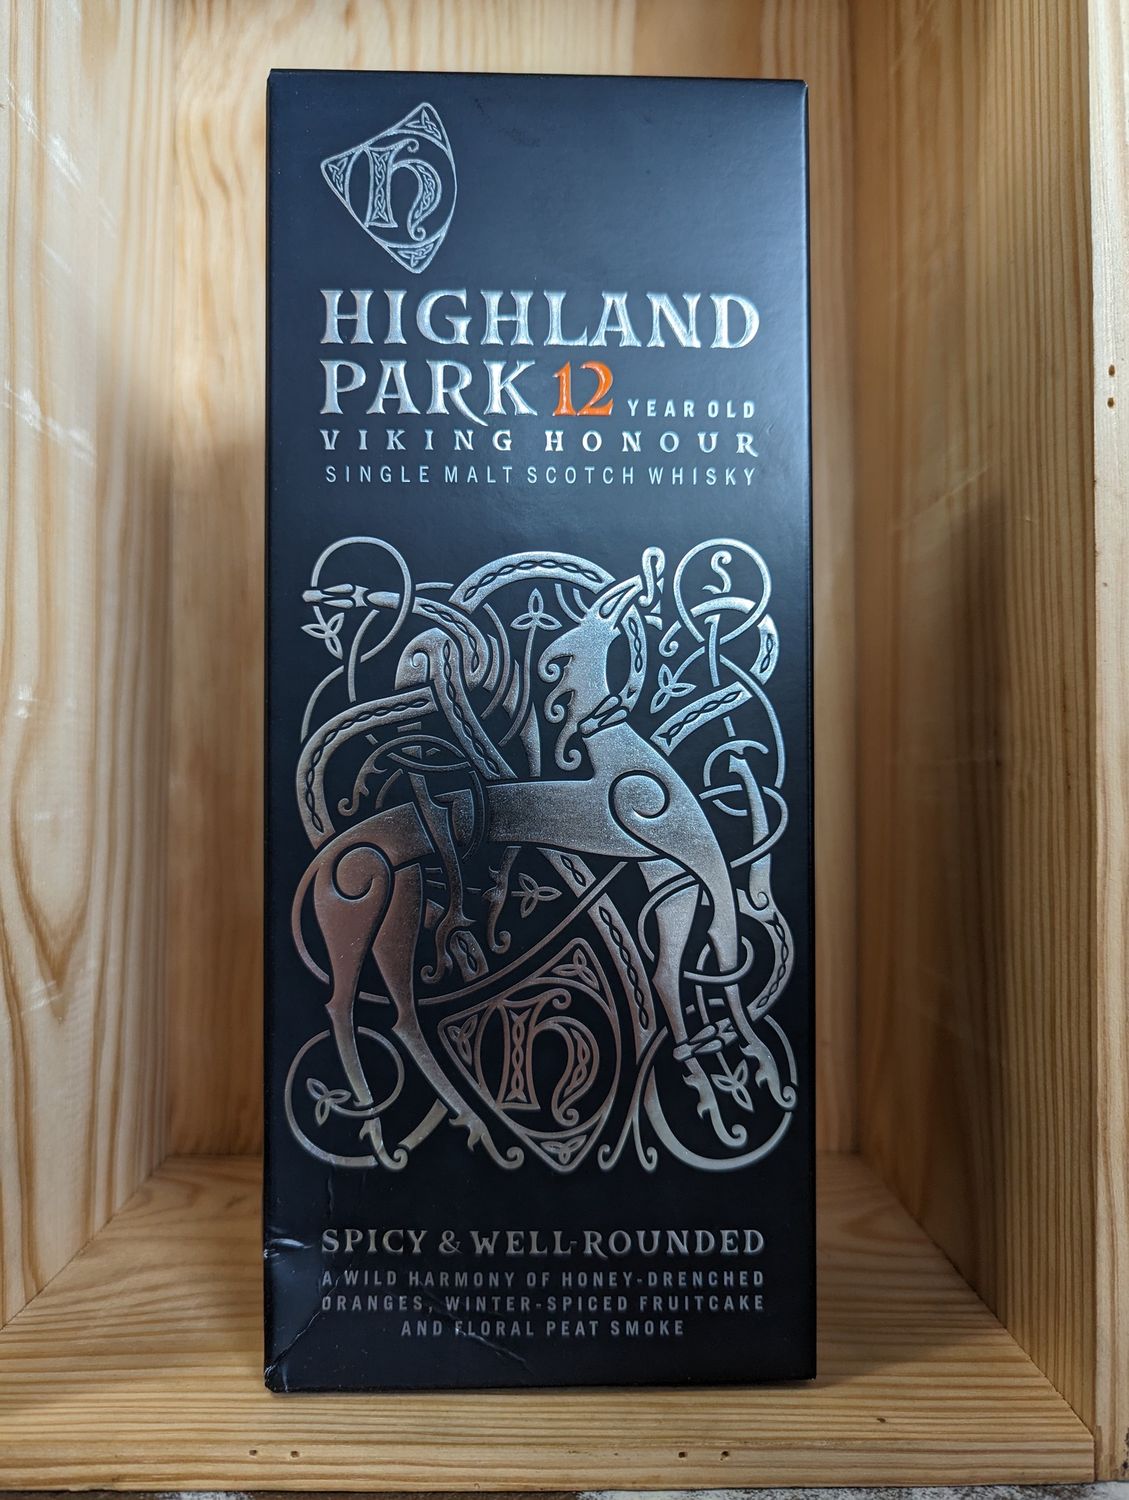 H
HIGHLAND
PARK 12 YEAR OLD
VIKING HONOUR
SINGLE MALT SCOTCH WHISKY
H
SPICY & WELL-ROUNDED
A WILD HARMONY OF HONEY-DRENCHED
ORANGES, WINTER-SPICED FRUITCAKE
AND FLORAL PEAT SMOKE